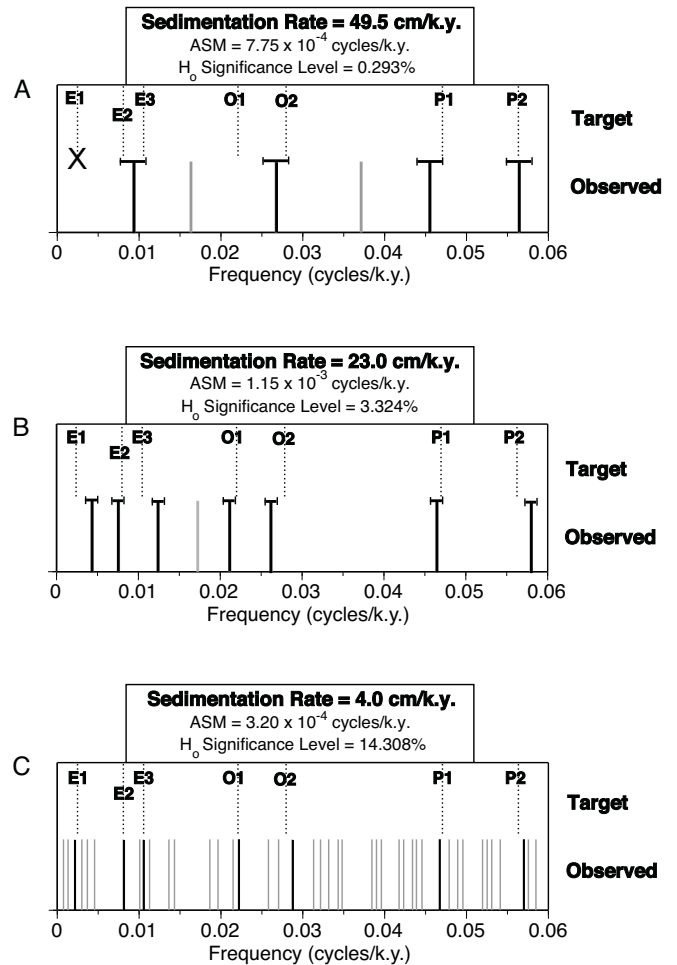 Sedimentation Rate = 49.5 cm/k.y.
ASM = 7.75 x 10-4 cycles/k.y.
Ho Significance Level = 0.293%
A
E1 E3 O1 O2 P1 P2
E2
Target
X
Observed
0 0.01 0.02 0.03 0.04 0.05 0.06
Frequency (cycles/k.y.)
Sedimentation Rate = 23.0 cm/k.y.
ASM = 1.15 x 10-3 cycles/k.y.
Ho Significance Level = 3.324%
B
E1 E3 O1 O2 P1 P2
E2
Target
Observed
0 0.01 0.02 0.03 0.04 0.05 0.06
Frequency (cycles/k.y.)
Sedimentation Rate = 4.0 cm/k.y.
ASM = 3.20 x 10-4 cycles/k.y.
Ho Significance Level = 14.308%
C
E1 E3 O1 O2 P1 P2
E2
Target
Observed
0 0.01 0.02 0.03 0.04 0.05 0.06
Frequency (cycles/k.y.)